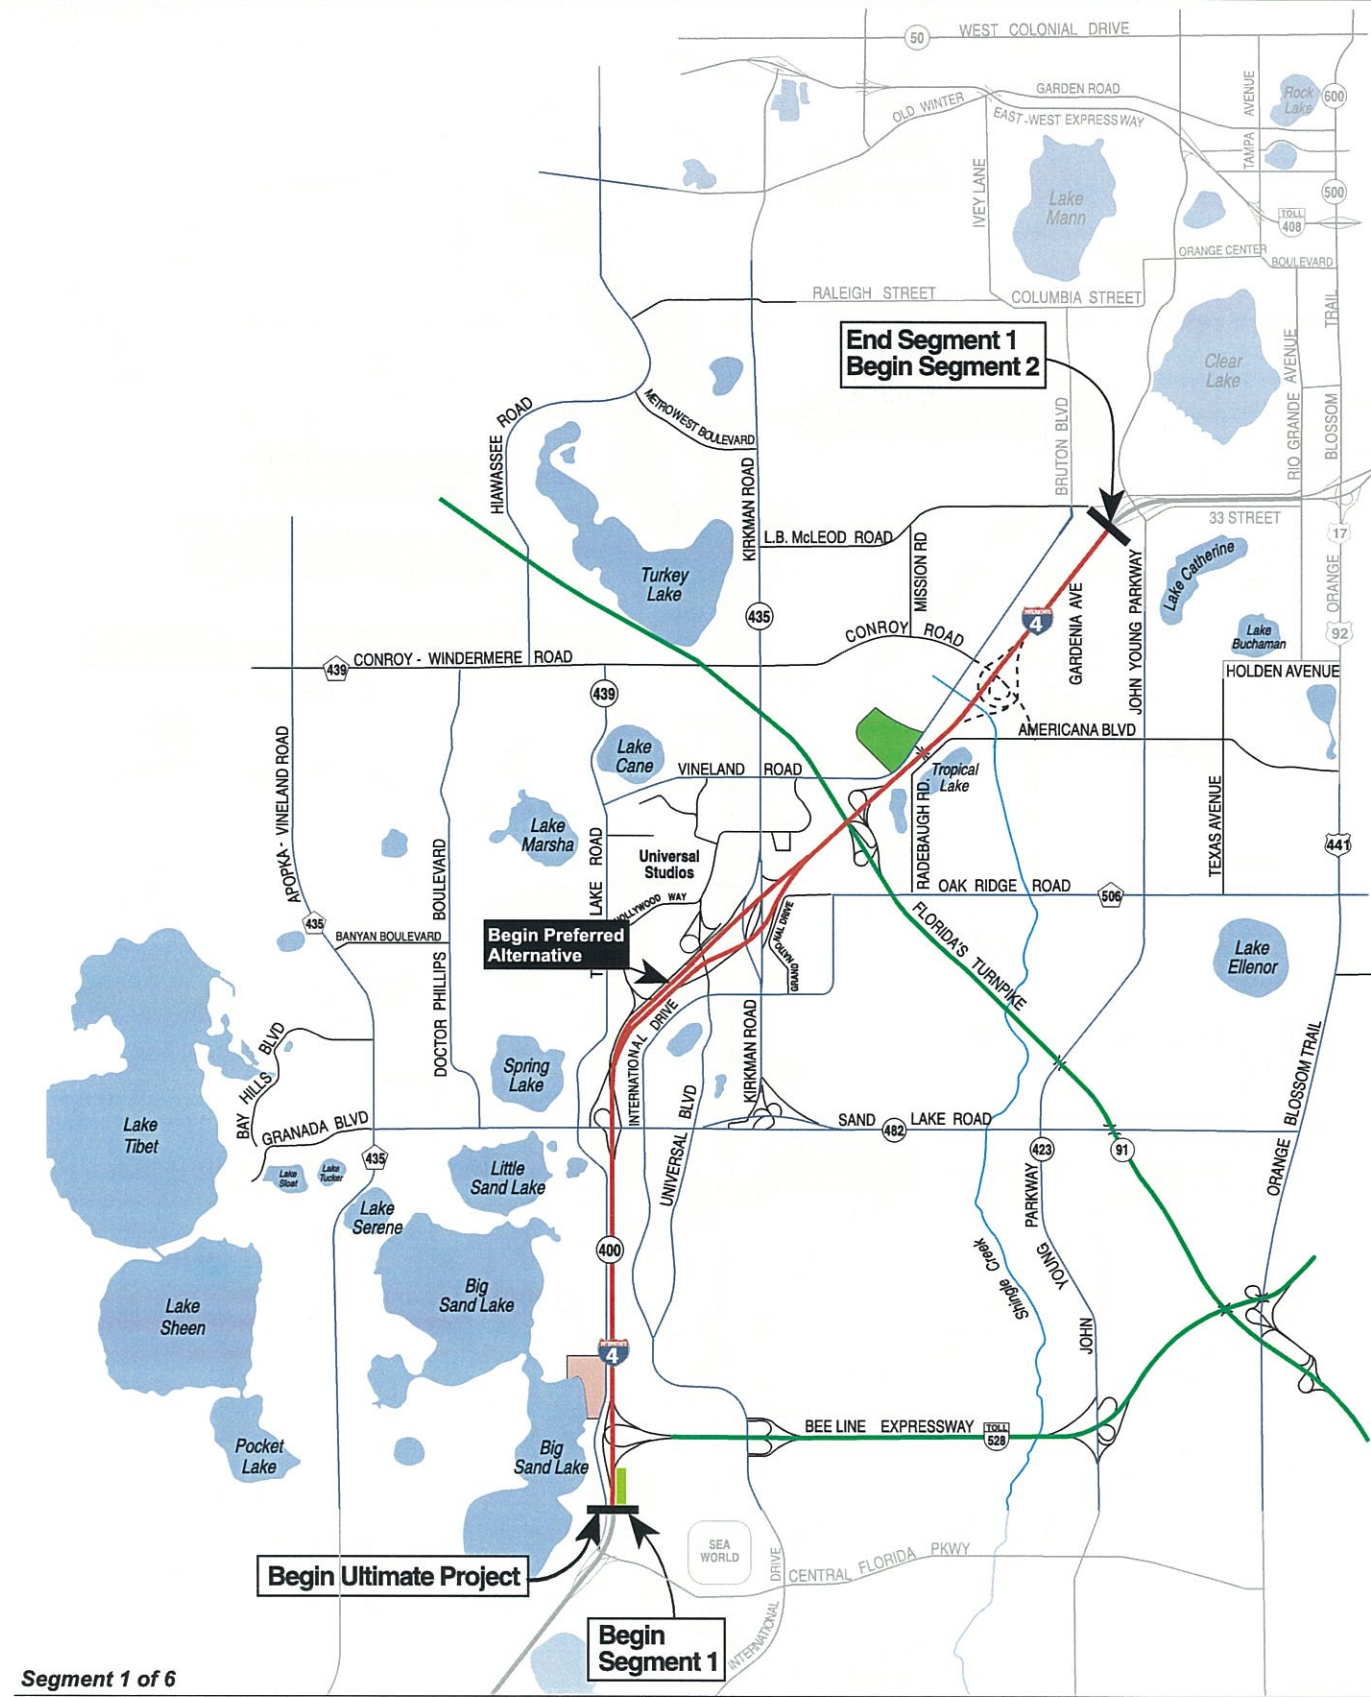 50
WEST COLONIAL DRIVE
GARDEN ROAD
OLD WINTER
EAST-WEST EXPRESSWAY
TAMPA AVENUE
Rock
Lake
600
IVEY LANE
Lake
Mann
500
TOLL
408
ORANGE CENTER
BOULEVARD
RALEIGH STREET
COLUMBIA STREET
TRAIL
End Segment 1
Begin Segment 2
Clear
Lake
RIO GRANDE AVENUE
BLOSSOM
HIAWASSEE
ROAD
METROWEST BOULEVARD
BRUTON BLVD
KIRKMAN ROAD
L.B. McLEOD ROAD
33 STREET
17
Turkey
Lake
MISSION RD
Lake Catherine
ORANGE
435
INTERSTATE
4
GARDENIA AVE
JOHN YOUNG PARKWAY
Lake
Buchaman
92
CONROY ROAD
439
CONROY - WINDERMERE ROAD
HOLDEN AVENUE
439
AMERICANA BLVD
APOPKA - VINELAND ROAD
Lake
Cane
VINELAND ROAD
Tropical
Lake
RADEBAUGH RD.
TEXAS AVENUE
Lake
Marsha
441
Universal
Studios
DOCTOR PHILLIPS BOULEVARD
T
LAKE ROAD
HOLLYWOOD WAY
OAK RIDGE ROAD
506
435
BANYAN BOULEVARD
Begin Preferred
Alternative
GRAND NATIONAL DRIVE
FLORIDA'S TURNPIKE
Lake
Ellenor
INTERNATIONAL DRIVE
KIRKMAN ROAD
BAY HILLS BLVD
Spring
Lake
UNIVERSAL BLVD
ORANGE BLOSSOM TRAIL
GRANADA BLVD
SAND
482
LAKE ROAD
Lake
Tibet
435
423
91
Lake
Sloat
Lake
Tucker
Little
Sand Lake
Lake
Serene
PARKWAY
YOUNG
JOHN
400
Shingle Creek
Big
Sand Lake
Lake
Sheen
INTERSTATE
4
BEE LINE EXPRESSWAY
TOLL
528
Pocket
Lake
Big
Sand Lake
SEA
WORLD
CENTRAL FLORIDA PKWY
Begin Ultimate Project
INTERNATIONAL DRIVE
Begin
Segment 1
Segment 1 of 6